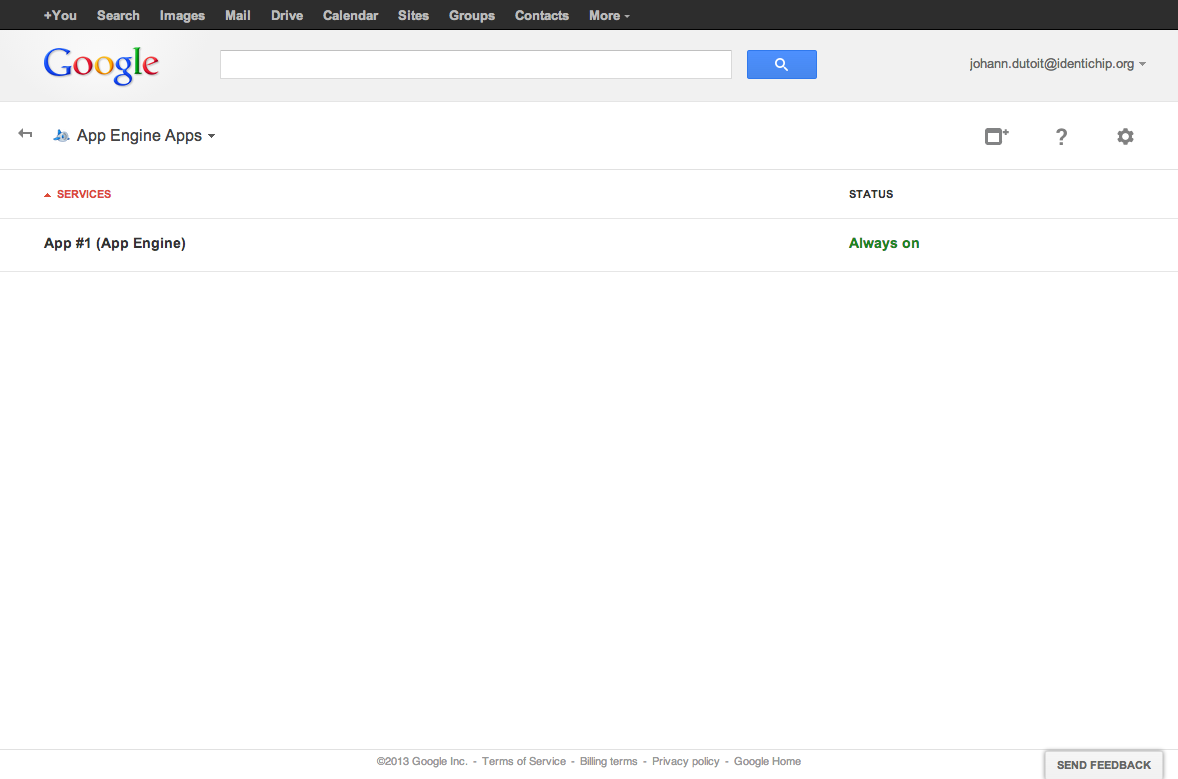 +You Search Images Mail Drive Calendar Sites Groups Contacts More
Google
johann.dutoit@identichip.org
App Engine Apps
?
SERVICES STATUS
App #1 (App Engine) Always on
©2013 Google Inc. - Terms of Service - Billing terms - Privacy policy - Google Home
SEND FEEDBACK